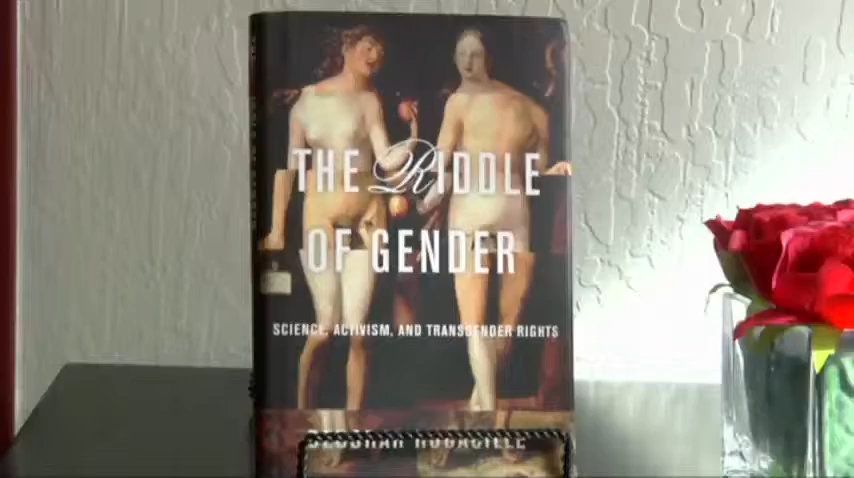 THE RIDDLE
OF GENDER
SCIENCE, ACTIVISM, AND TRANSGENDER RIGHTS